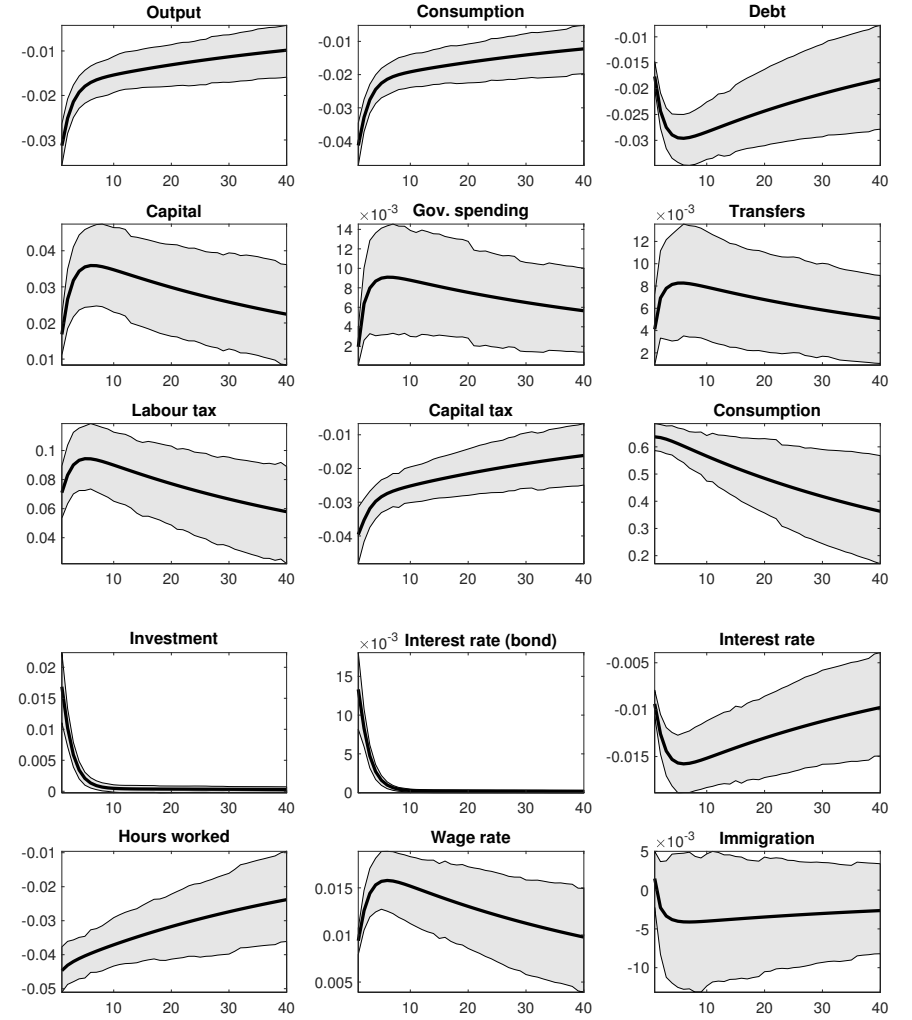 Output Consumption Debt
-0.01 -0.02 -0.03
10 20 30 40
-0.01 -0.02 -0.03 -0.04
10 20 30 40
-0.01 -0.015 -0.02 -0.025 -0.03
10 20 30 40
Capital Gov. spending Transfers
0.04 0.03 0.02 0.01
10 20 30 40
×10-3
14 12 10 8 6 4 2
10 20 30 40
×10-3
12 10 8 6 4 2
10 20 30 40
Labour tax Capital tax Consumption
0.1 0.08 0.06 0.04
10 20 30 40
-0.01 -0.02 -0.03 -0.04
10 20 30 40
0.6 0.5 0.4 0.3 0.2
10 20 30 40
Investment Interest rate (bond) Interest rate
0.02 0.015 0.01 0.005 0
10 20 30 40
×10-3
15 10 5 0
10 20 30 40
-0.005 -0.01 -0.015
10 20 30 40
Hours worked Wage rate Immigration
-0.01 -0.02 -0.03 -0.04 -0.05
10 20 30 40
0.015 0.01 0.005
10 20 30 40
×10-3
5 0 -5 -10
10 20 30 40